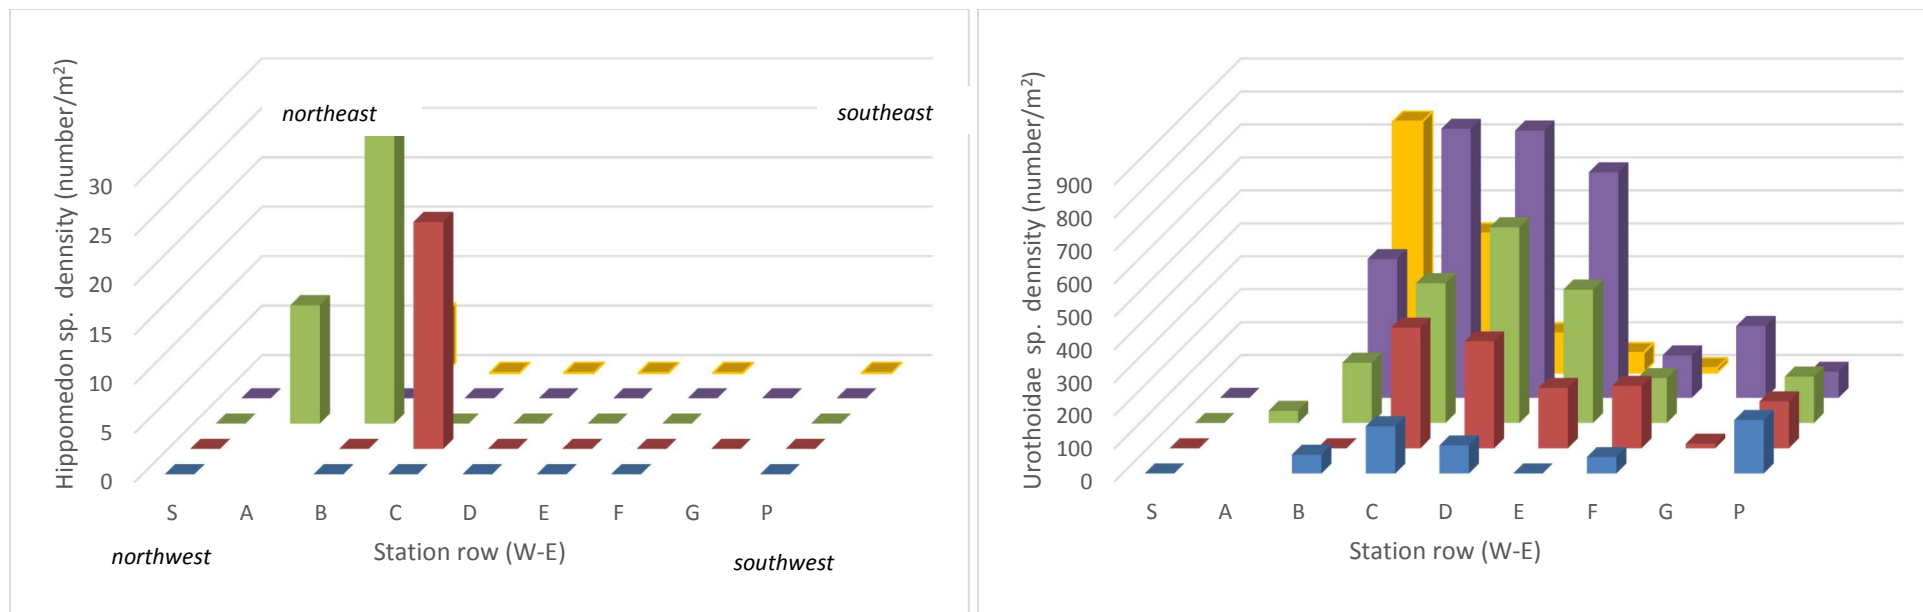 Hippomedon sp. dennsity (number/m²)
northeast
southeast
30
25
20
15
10
5
0
S A B C D E F G P
Station row (W-E)
northwest
southwest
Urothoidae sp. dennsity (number/m²)
900
800
700
600
500
400
300
200
100
0
S A B C D E F G P
Station row (W-E)